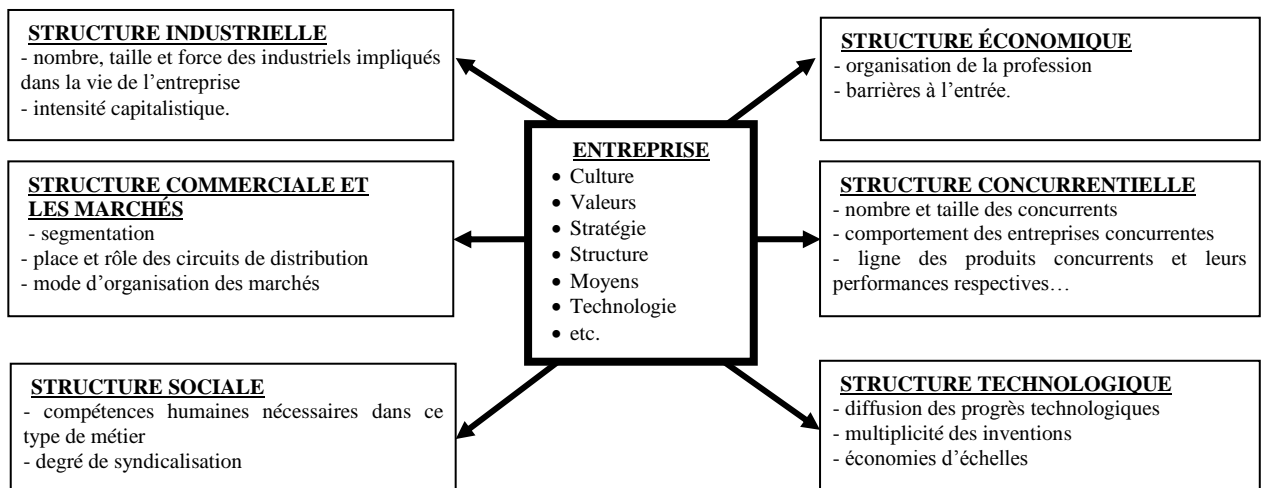 STRUCTURE INDUSTRIELLE
- nombre, taille et force des industriels impliqués
dans la vie de l’entreprise
- intensité capitalistique.
STRUCTURE ÉCONOMIQUE
- organisation de la profession
- barrières à l’entrée.
ENTREPRISE
• Culture
• Valeurs
• Stratégie
• Structure
• Moyens
• Technologie
• etc.
STRUCTURE COMMERCIALE ET
LES MARCHÉS
- segmentation
- place et rôle des circuits de distribution
- mode d’organisation des marchés
STRUCTURE CONCURRENTIELLE
- nombre et taille des concurrents
- comportement des entreprises concurrentes
- ligne des produits concurrents et leurs
performances respectives…
STRUCTURE SOCIALE
- compétences humaines nécessaires dans ce
type de métier
- degré de syndicalisation
STRUCTURE TECHNOLOGIQUE
- diffusion des progrès technologiques
- multiplicité des inventions
- économies d’échelles